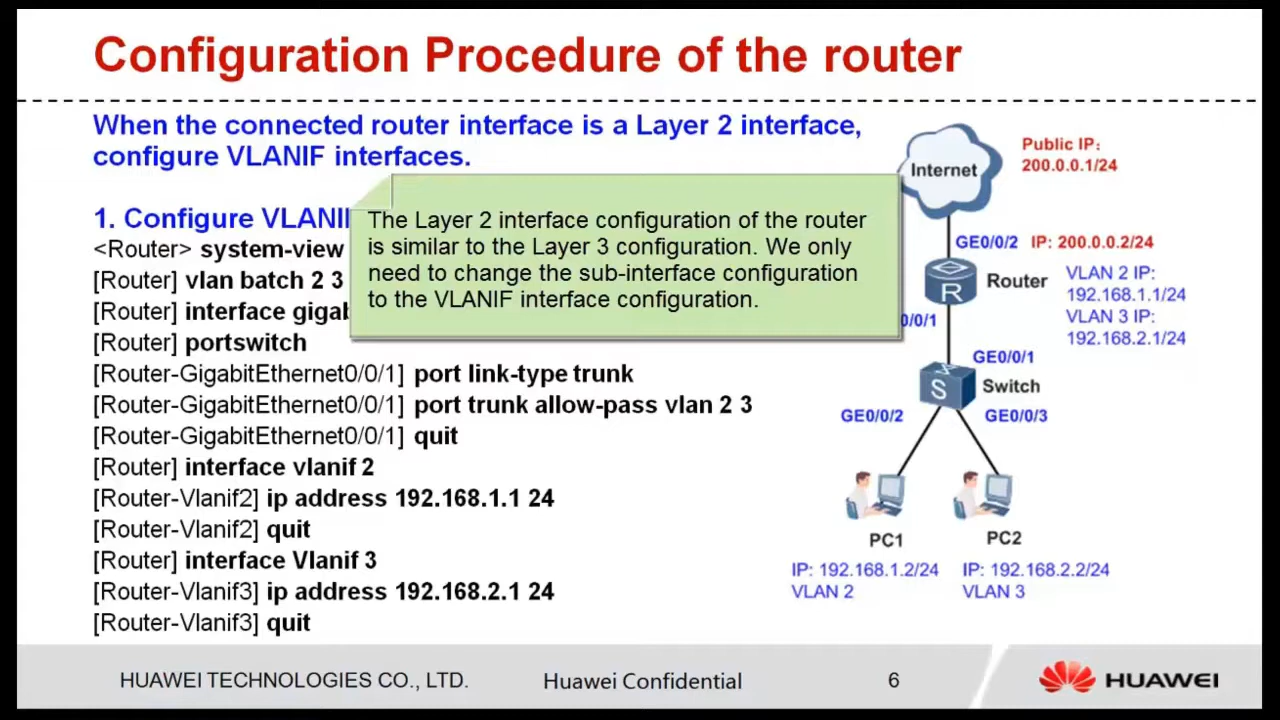 Configuration Procedure of the router
When the connected router interface is a Layer 2 interface,
configure VLANIF interfaces.
1. Configure
<Router> system-view
[Router] vlan batch 2 3
[Router] interface
[Router] portswitch
[Router-GigabitEthernet0/0/1] port link-type trunk
[Router-GigabitEthernet0/0/1] port trunk allow-pass vlan 2 3
[Router-GigabitEthernet0/0/1] quit
[Router] interface vlanif 2
[Router-Vlanif2] ip address 192.168.1.1 24
[Router-Vlanif2] quit
[Router] interface Vlanif 3
[Router-Vlanif3] ip address 192.168.2.1 24
[Router-Vlanif3] quit
The Layer 2 interface configuration of the router
is similar to the Layer 3 configuration. We only
need to change the sub-interface configuration
to the VLANIF interface configuration.
Internet
Public IP:
200.0.0.1/24
GE0/0/2 IP: 200.0.0.2/24
R
Router
VLAN 2 IP:
192.168.1.1/24
VLAN 3 IP:
192.168.2.1/24
0/0/1
GE0/0/1
S
Switch
GE0/0/2
GE0/0/3
PC1
PC2
IP: 192.168.1.2/24
VLAN 2
IP: 192.168.2.2/24
VLAN 3
HUAWEI TECHNOLOGIES CO., LTD.
Huawei Confidential
6
HUAWEI